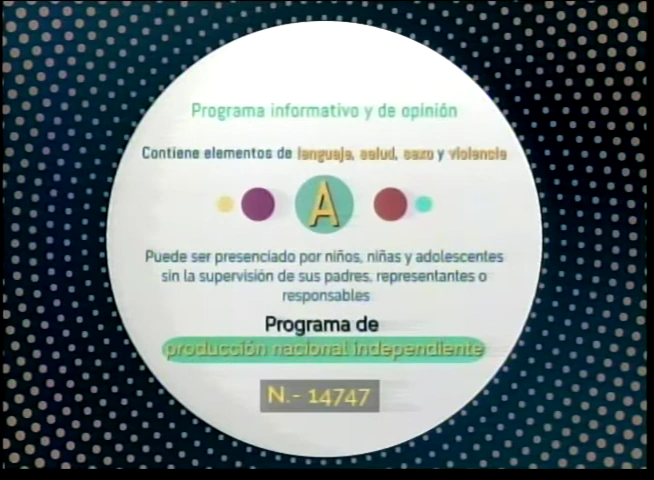 Programa informativo y de opinión
Contiene elementos de lenguaje, salud, sexo y violencia
A
Puede ser presenciado por niños, niñas y adolescentes
sin la supervisión de sus padres, representantes o
responsables
Programa de
producción nacional independiente
N.- 14747